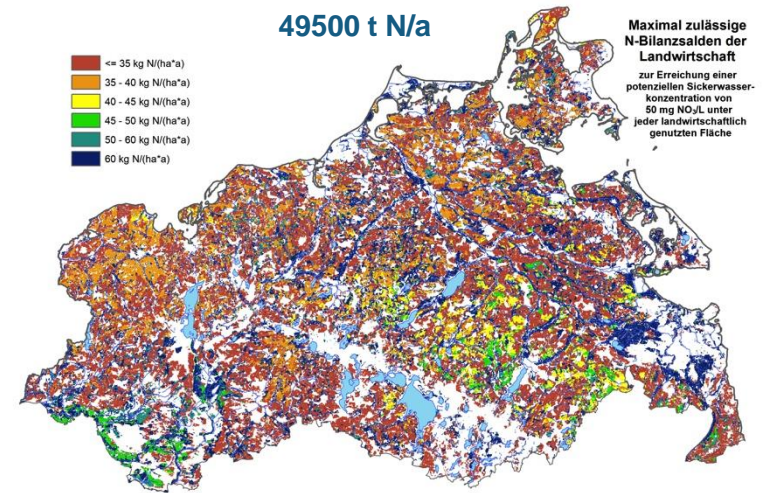 49500 t N/a
Maximal zulässige
N-Bilanzsalden der
Landwirtschaft
zur Erreichung einer
potenziellen Sickerwasser-
konzentration von
50 mg NO₃/L unter
jeder landwirtschaftlich
genutzten Fläche
<= 35 kg N/(ha*a)
35 - 40 kg N/(ha*a)
40 - 45 kg N/(ha*a)
45 - 50 kg N/(ha*a)
50 - 60 kg N/(ha*a)
60 kg N/(ha*a)